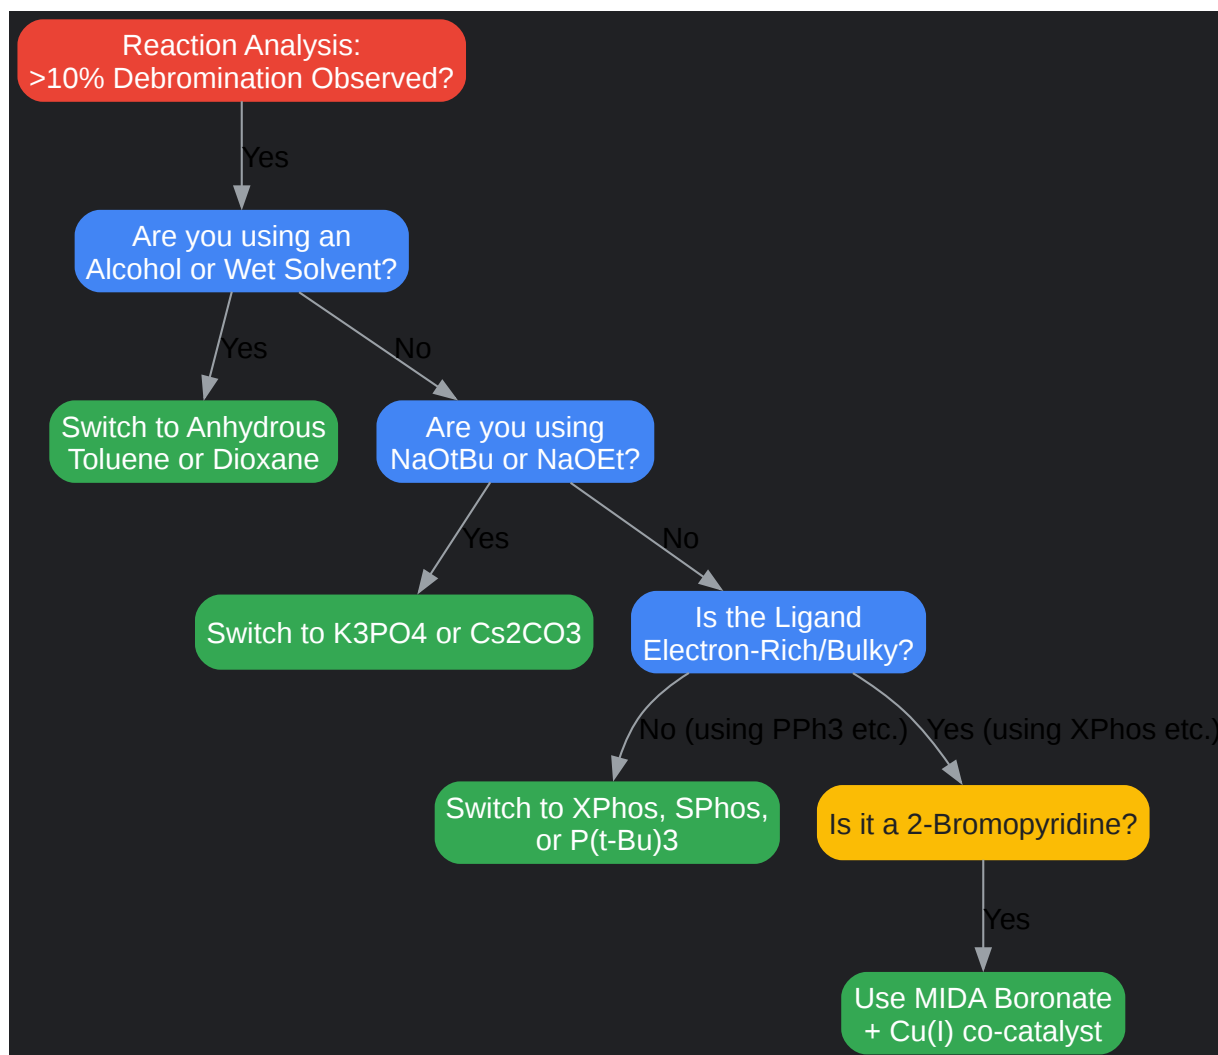 Reaction Analysis:
>10% Debromination Observed?
Yes
Are you using an
Alcohol or Wet Solvent?
Yes
No
Switch to Anhydrous
Toluene or Dioxane
Are you using
NaOtBu or NaOEt?
Yes
No
Switch to K3PO4 or Cs2CO3
Is the Ligand
Electron-Rich/Bulky?
No (using PPh3 etc.)
Yes (using XPhos etc.)
Switch to XPhos, SPhos,
or P(t-Bu)3
Is it a 2-Bromopyridine?
Yes
Use MIDA Boronate
+ Cu(I) co-catalyst